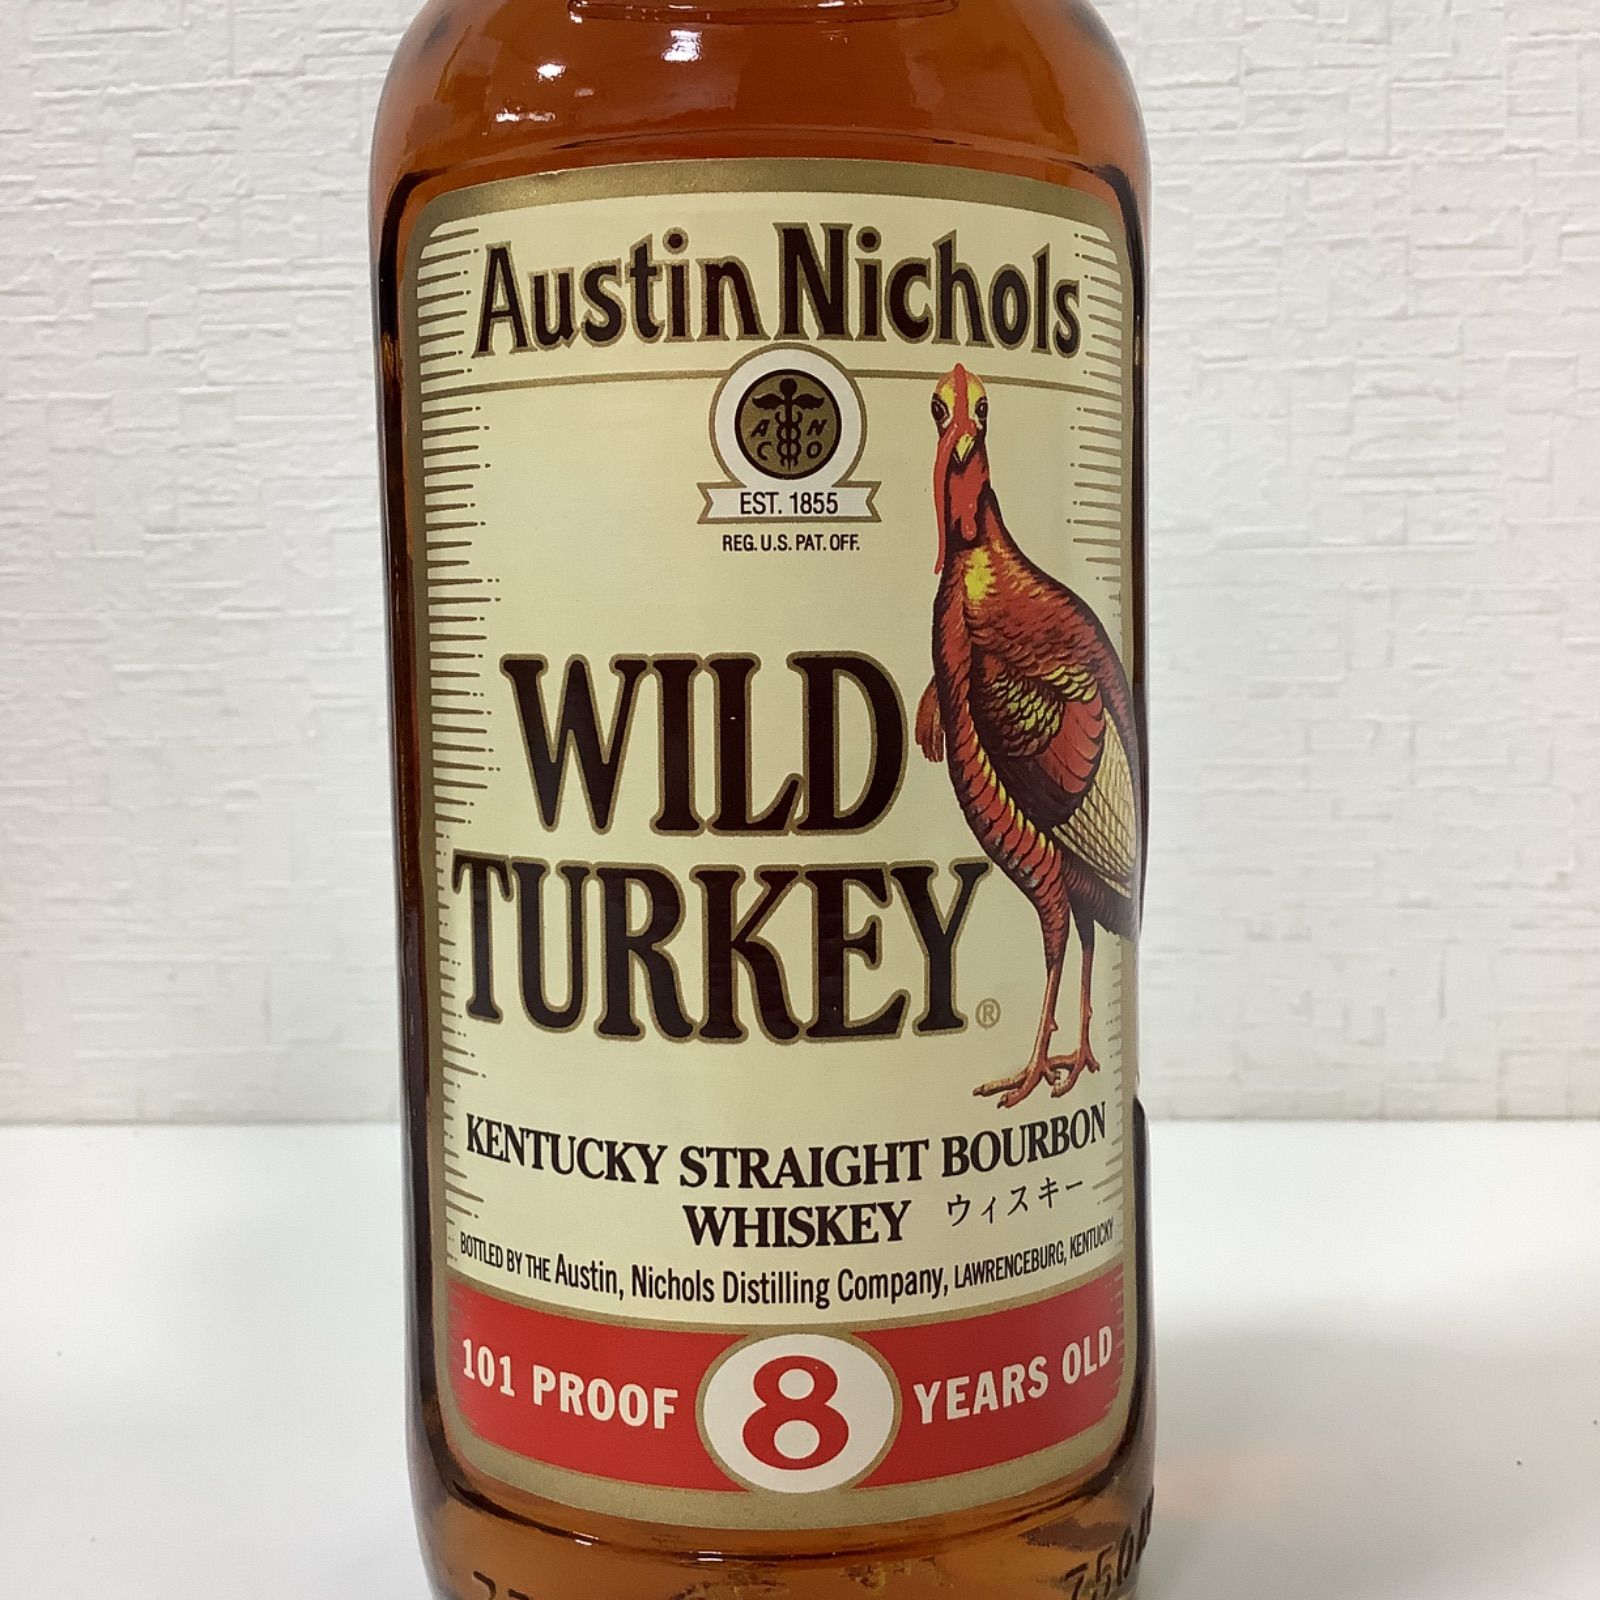 Austin Nichols
A N
C O
EST. 1855
REG. U.S. PAT. OFF.
WILD
TURKEY®
KENTUCKY STRAIGHT BOURBON
WHISKEY ウィスキー
BOTTLED BY THE Austin, Nichols Distilling Company, LAWRENCEBURG, KENTUCKY
101 PROOF 8 YEARS OLD